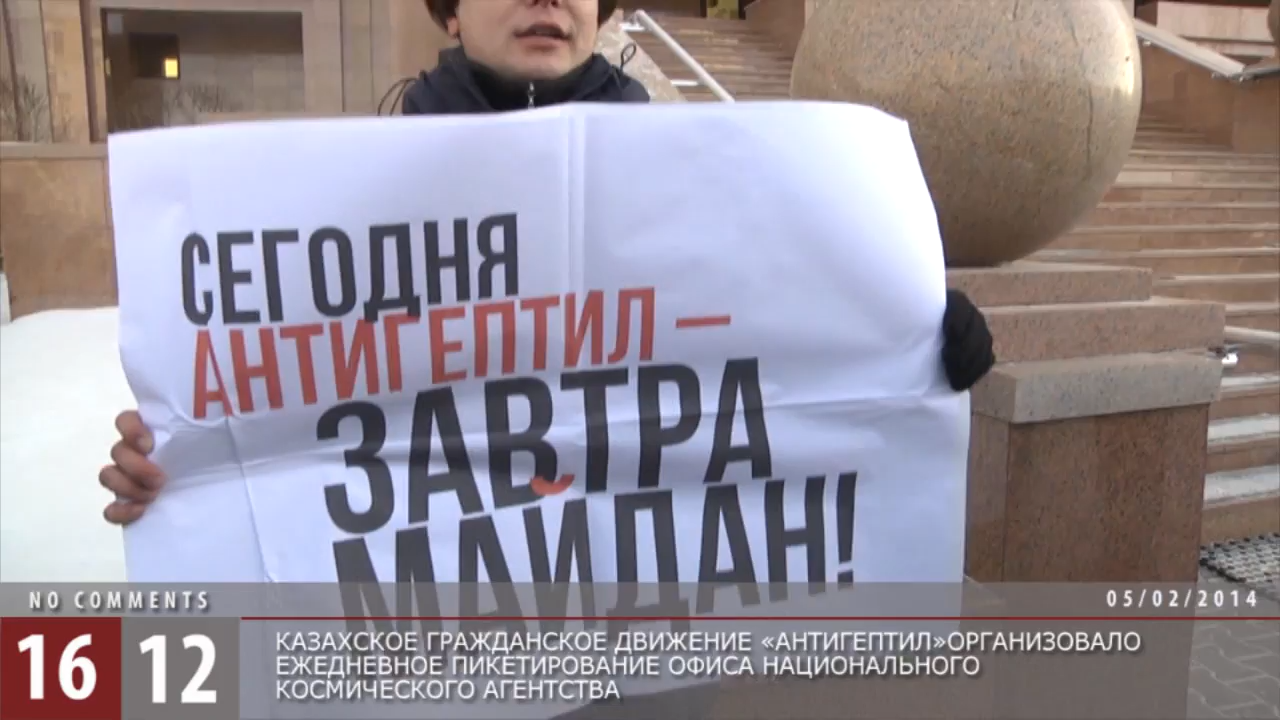 СЕГОДНЯ
АНТИГЕПТИЛ –
ЗАВТРА
МАЙДАН!
NO COMMENTS
05/02/2014
16 12
КАЗАХСКОЕ ГРАЖДАНСКОЕ ДВИЖЕНИЕ «АНТИГЕПТИЛ»ОРГАНИЗОВАЛО
ЕЖЕДНЕВНОЕ ПИКЕТИРОВАНИЕ ОФИСА НАЦИОНАЛЬНОГО
КОСМИЧЕСКОГО АГЕНТСТВА